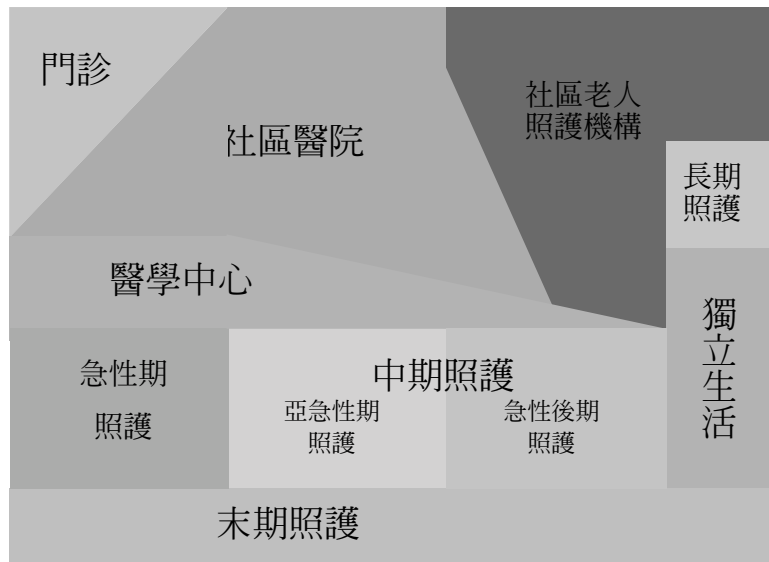 門診
社區醫院
社區老人
照護機構
長期
照護
醫學中心
獨立生活
急性期
照護
中期照護
亞急性期
照護
急性後期
照護
末期照護